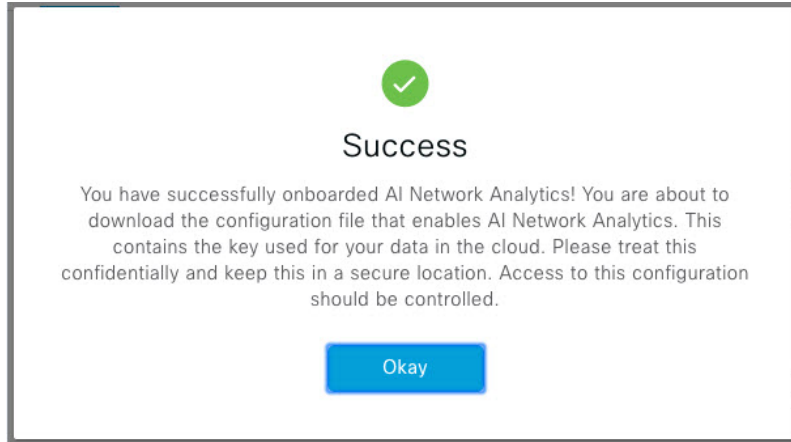 Success
You have successfully onboarded AI Network Analytics! You are about to
download the configuration file that enables AI Network Analytics. This
contains the key used for your data in the cloud. Please treat this
confidentially and keep this in a secure location. Access to this configuration
should be controlled.
Okay